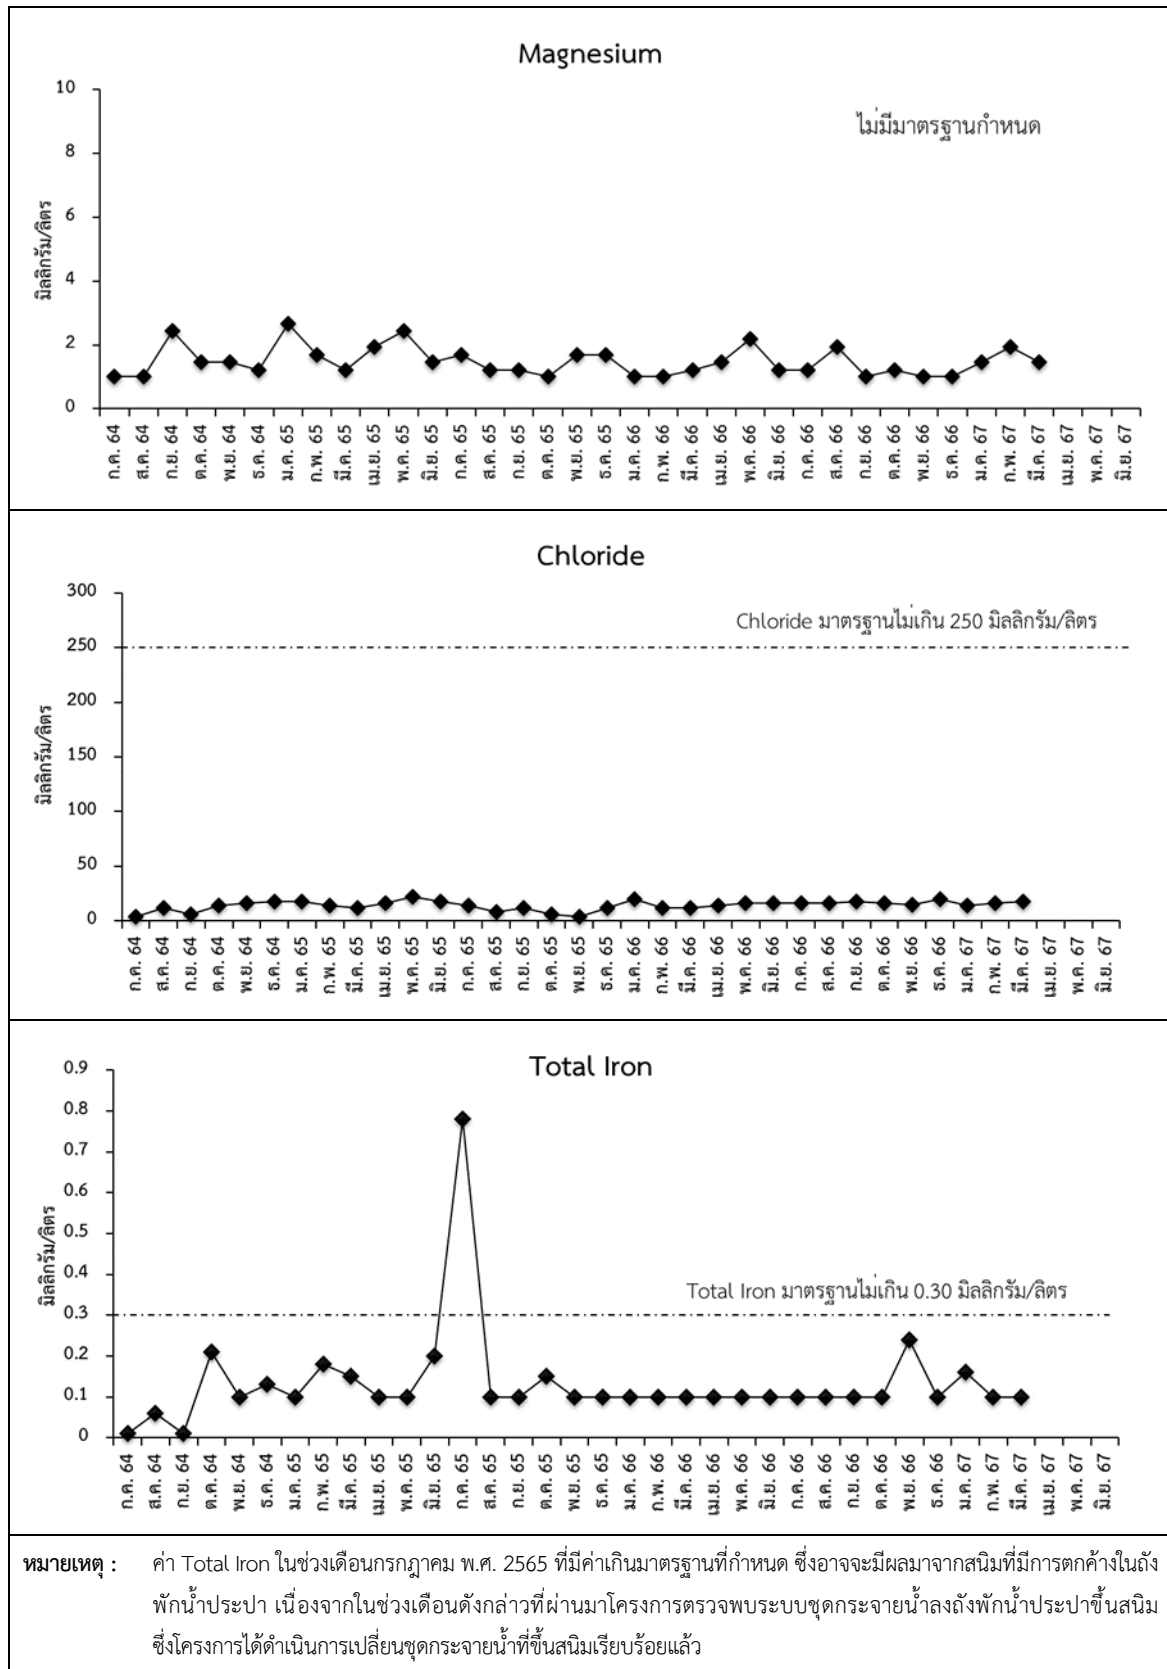 Magnesium
ไม่มีมาตรฐานกำหนด
มิลลิกรัม/ลิตร
10
8
6
4
2
0
ก.ค. 64
ส.ค. 64
ก.ย. 64
ต.ค. 64
พ.ย. 64
ธ.ค. 64
ม.ค. 65
ก.พ. 65
มี.ค. 65
เม.ย. 65
พ.ค. 65
มิ.ย. 65
ก.ค. 65
ส.ค. 65
ก.ย. 65
ต.ค. 65
พ.ย. 65
ธ.ค. 65
ม.ค. 66
ก.พ. 66
มี.ค. 66
เม.ย. 66
พ.ค. 66
มิ.ย. 66
ก.ค. 66
ส.ค. 66
ก.ย. 66
ต.ค. 66
พ.ย. 66
ธ.ค. 66
ม.ค. 67
ก.พ. 67
มี.ค. 67
เม.ย. 67
พ.ค. 67
มิ.ย. 67
Chloride
Chloride มาตรฐานไม่เกิน 250 มิลลิกรัม/ลิตร
มิลลิกรัม/ลิตร
300
250
200
150
100
50
0
ก.ค. 64
ส.ค. 64
ก.ย. 64
ต.ค. 64
พ.ย. 64
ธ.ค. 64
ม.ค. 65
ก.พ. 65
มี.ค. 65
เม.ย. 65
พ.ค. 65
มิ.ย. 65
ก.ค. 65
ส.ค. 65
ก.ย. 65
ต.ค. 65
พ.ย. 65
ธ.ค. 65
ม.ค. 66
ก.พ. 66
มี.ค. 66
เม.ย. 66
พ.ค. 66
มิ.ย. 66
ก.ค. 66
ส.ค. 66
ก.ย. 66
ต.ค. 66
พ.ย. 66
ธ.ค. 66
ม.ค. 67
ก.พ. 67
มี.ค. 67
เม.ย. 67
พ.ค. 67
มิ.ย. 67
Total Iron
Total Iron มาตรฐานไม่เกิน 0.30 มิลลิกรัม/ลิตร
มิลลิกรัม/ลิตร
0.9
0.8
0.7
0.6
0.5
0.4
0.3
0.2
0.1
0
ก.ค. 64
ส.ค. 64
ก.ย. 64
ต.ค. 64
พ.ย. 64
ธ.ค. 64
ม.ค. 65
ก.พ. 65
มี.ค. 65
เม.ย. 65
พ.ค. 65
มิ.ย. 65
ก.ค. 65
ส.ค. 65
ก.ย. 65
ต.ค. 65
พ.ย. 65
ธ.ค. 65
ม.ค. 66
ก.พ. 66
มี.ค. 66
เม.ย. 66
พ.ค. 66
มิ.ย. 66
ก.ค. 66
ส.ค. 66
ก.ย. 66
ต.ค. 66
พ.ย. 66
ธ.ค. 66
ม.ค. 67
ก.พ. 67
มี.ค. 67
เม.ย. 67
พ.ค. 67
มิ.ย. 67
หมายเหตุ : ค่า Total Iron ในช่วงเดือนกรกฎาคม พ.ศ. 2565 ที่มีค่าเกินมาตรฐานที่กำหนด ซึ่งอาจจะมีผลมาจากสนิมที่มีการตกค้างในถัง
พักน้ำประปา เนื่องจากในช่วงเดือนดังกล่าวที่ผ่านมาโครงการตรวจพบระบบชุดกระจายน้ำลงถังพักน้ำประปาขึ้นสนิม
ซึ่งโครงการได้ดำเนินการเปลี่ยนชุดกระจายน้ำที่ขึ้นสนิมเรียบร้อยแล้ว